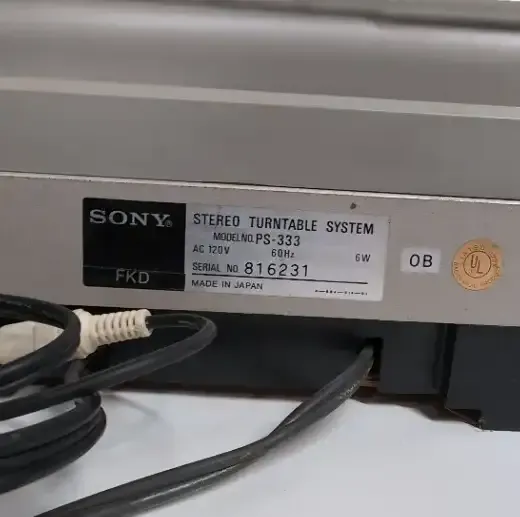 SONY®
FKD
STEREO TURNTABLE SYSTEM
MODEL NO. PS-333
AC 120V 60Hz 6W
SERIAL NO 816231
MADE IN JAPAN
OB
UL